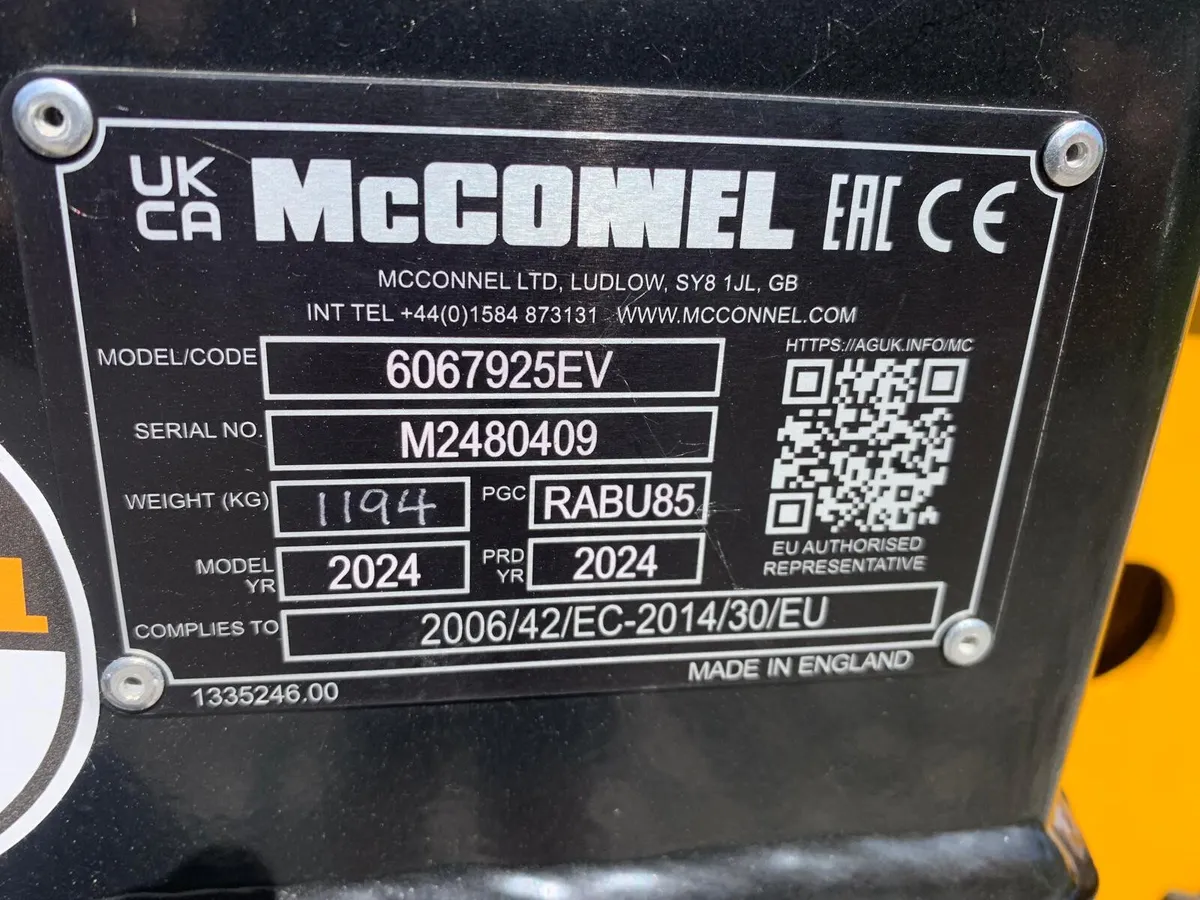 UK
CA
McCONNEL
EAC CE
MCCONNEL LTD, LUDLOW, SY8 1JL, GB
INT TEL +44(0)1584 873131 WWW.MCCONNEL.COM
HTTPS://AGUK.INFO/MC
MODEL/CODE 6067925EV
SERIAL NO. M2480409
WEIGHT (KG) 1194 PGC RABU85
EU AUTHORISED
REPRESENTATIVE
MODEL YR 2024 PRD YR 2024
COMPLIES TO 2006/42/EC-2014/30/EU
1335246.00 MADE IN ENGLAND